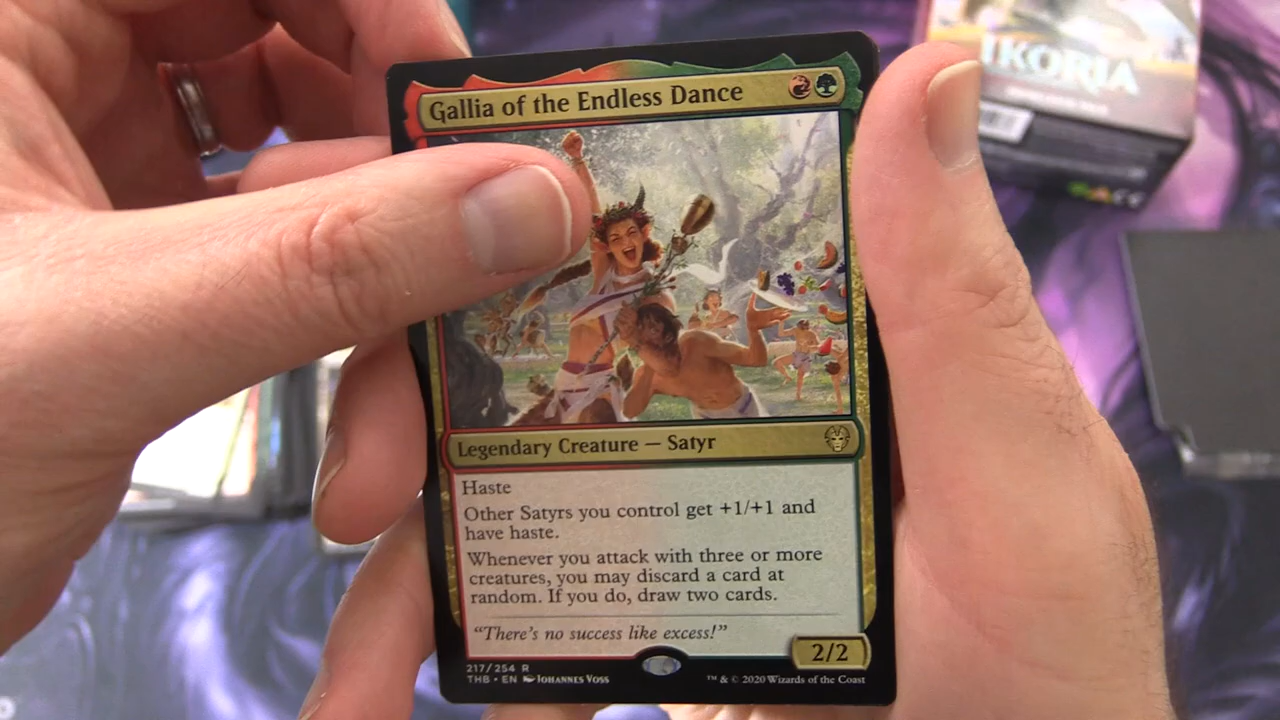 Gallia of the Endless Dance
IKORIA
Legendary Creature — Satyr
Haste
Other Satyrs you control get +1/+1 and
have haste.
Whenever you attack with three or more
creatures, you may discard a card at
random. If you do, draw two cards.
"There's no success like excess!"
2/2
217/254 R
THB • EN Johannes Voss
™ & © 2020 Wizards of the Coast